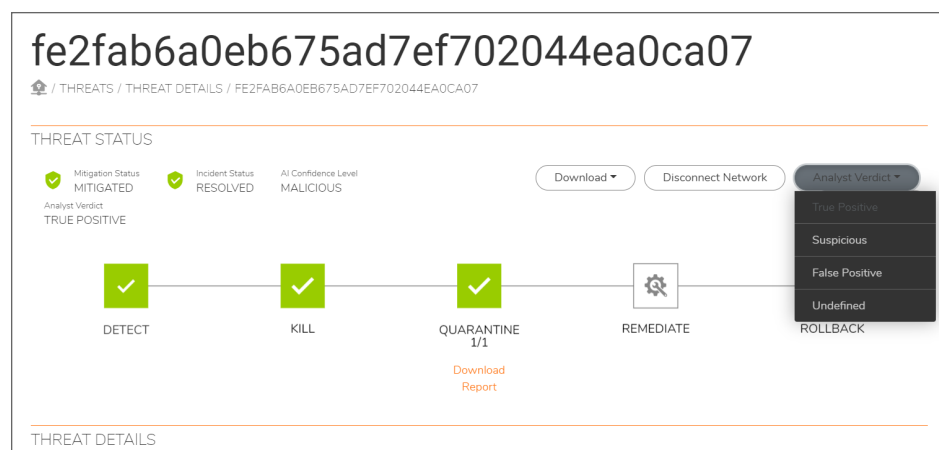 fe2fab6a0eb675ad7ef702044ea0ca07
/ THREATS / THREAT DETAILS / FE2FAB6A0EB675AD7EF702044EA0CA07
THREAT STATUS
Mitigation Status
MITIGATED
Incident Status
RESOLVED
AI Confidence Level
MALICIOUS
Analyst Verdict
TRUE POSITIVE
Download
Disconnect Network
Analyst Verdict
True Positive
Suspicious
False Positive
Undefined
DETECT
KILL
QUARANTINE
1/1
Download
Report
REMEDIATE
ROLLBACK
THREAT DETAILS